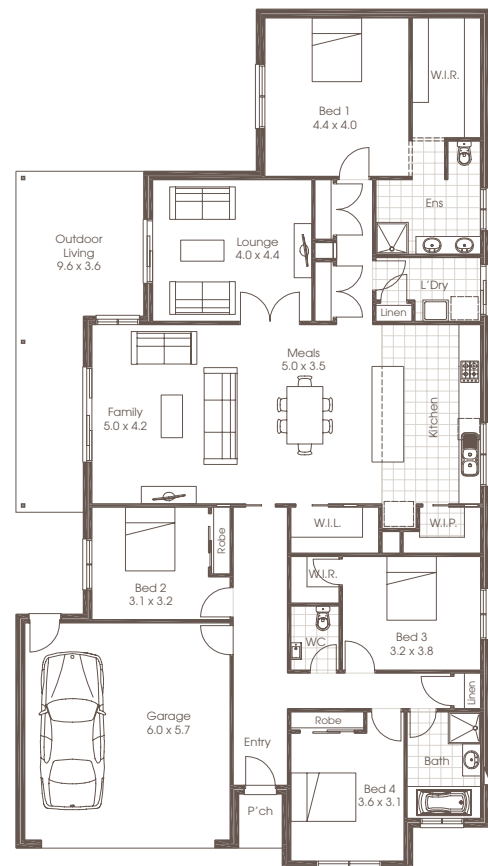 W.I.R.
Bed 1
4.4 x 4.0
Ens
Outdoor
Living
9.6 x 3.6
Lounge
4.0 x 4.4
L'Dry
Linen
Meals
5.0 x 3.5
Family
5.0 x 4.2
Kitchen
W.I.L.
W.I.P.
Robe
Bed 2
3.1 x 3.2
W.I.R.
Bed 3
3.2 x 3.8
WC
Linen
Garage
6.0 x 5.7
Robe
Entry
Bath
Bed 4
3.6 x 3.1
P'ch